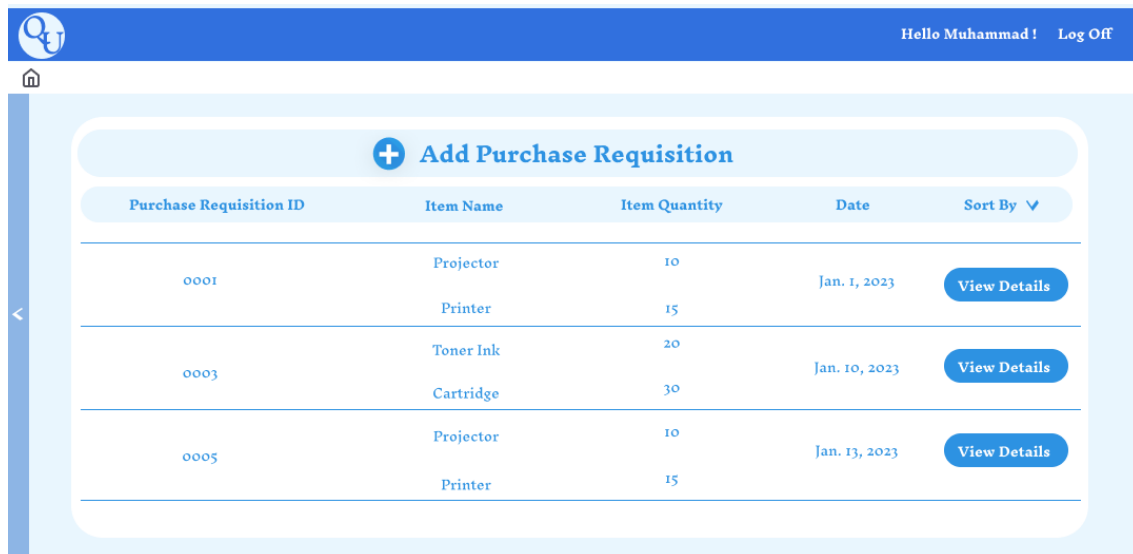 QU
Hello Muhammad ! Log Off
Add Purchase Requisition
Purchase Requisition ID Item Name Item Quantity Date Sort By
0001 Projector 10 Jan. 1, 2023 View Details
Printer 15
0003 Toner Ink 20 Jan. 10, 2023 View Details
Cartridge 30
0005 Projector 10 Jan. 13, 2023 View Details
Printer 15